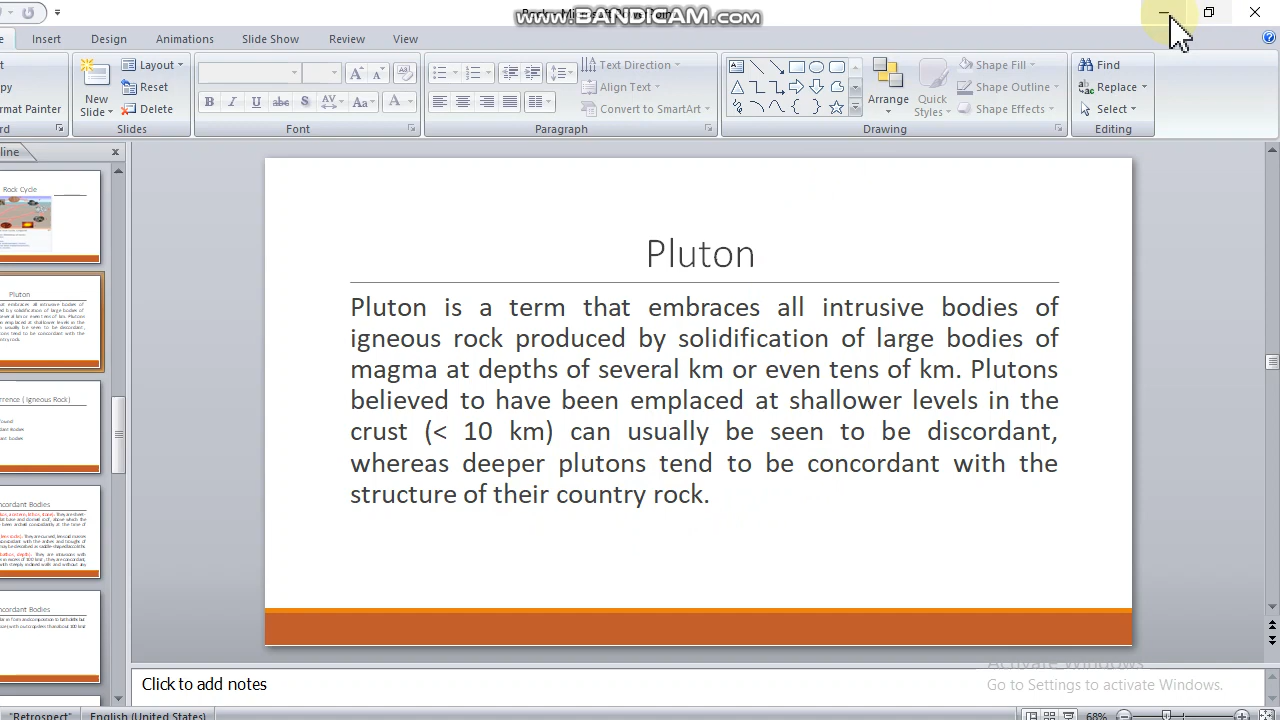 www.BANDICAM.com
Insert Design Animations Slide Show Review View
Layout
Reset
Delete
New
Slide
Format Painter
Slides
Font
Text Direction
Align Text
Convert to SmartArt
Paragraph
Arrange
Quick
Styles
Shape Fill
Shape Outline
Shape Effects
Drawing
Find
Replace
Select
Editing
Rock Cycle
Pluton
Pluton
Pluton is a term that embraces all intrusive bodies of
igneous rock produced by solidification of large bodies of
magma at depths of several km or even tens of km. Plutons
believed to have been emplaced at shallower levels in the
crust (< 10 km) can usually be seen to be discordant,
whereas deeper plutons tend to be concordant with the
structure of their country rock.
Click to add notes
Activate Windows
Go to Settings to activate Windows.
"Retrospect" English (United States) 68%